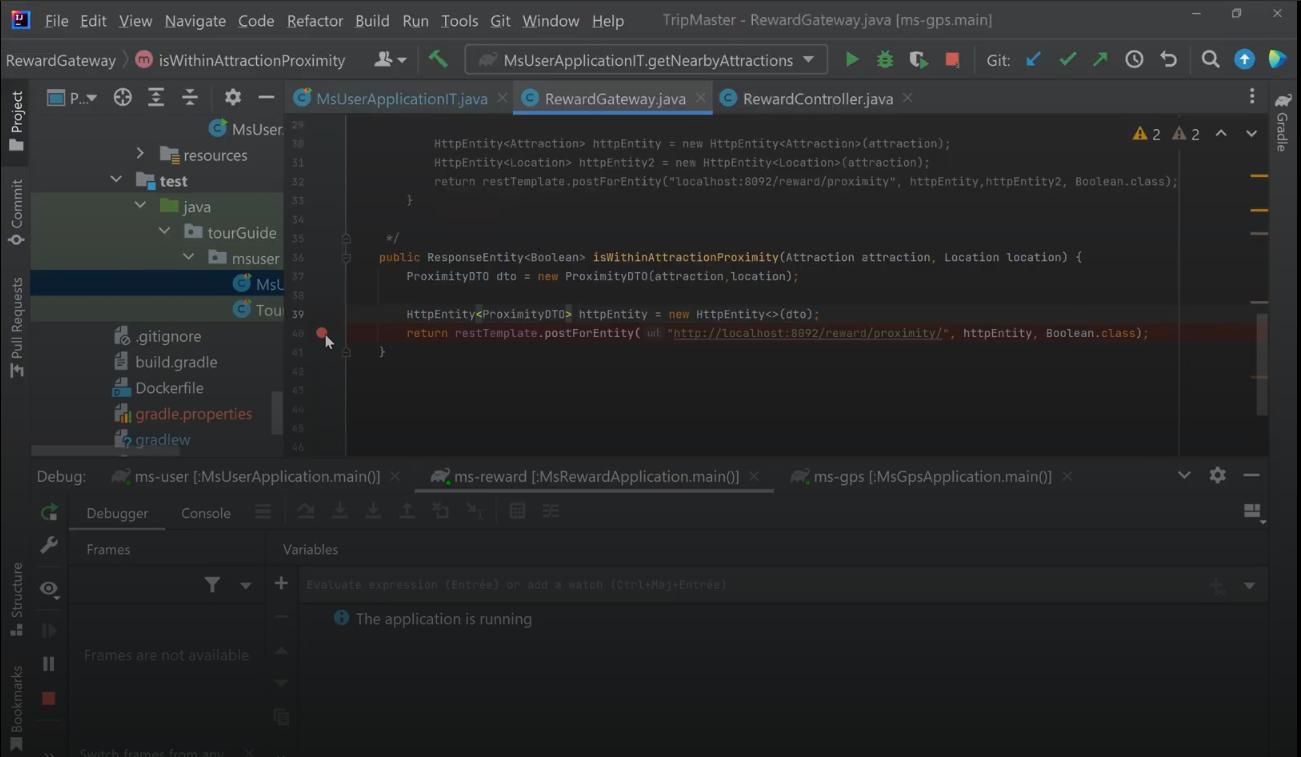 File Edit View Navigate Code Refactor Build Run Tools Git Window Help TripMaster - RewardGateway.java [ms-gps.main]
RewardGateway isWithinAttractionProximity MsUserApplicationIT.getNearbyAttractions Git:
Project
P... MsUserApplicationIT.java RewardGateway.java RewardController.java
Gradle
MsUser
resources
test
java
tourGuide
msuser
MsU
Tou
.gitignore
build.gradle
Dockerfile
gradle.properties
gradlew
Commit
Pull Requests
2 2
29
30 HttpEntity<Attraction> httpEntity = new HttpEntity<Attraction>(attraction);
31 HttpEntity<Location> httpEntity2 = new HttpEntity<Location>(attraction);
32 return restTemplate.postForEntity("localhost:8092/reward/proximity", httpEntity,httpEntity2, Boolean.class);
33 }
34
35 */
36 public ResponseEntity<Boolean> isWithinAttractionProximity(Attraction attraction, Location location) {
37 ProximityDTO dto = new ProximityDTO(attraction,location);
38
39 HttpEntity<ProximityDTO> httpEntity = new HttpEntity<>(dto);
40 return restTemplate.postForEntity( url: "http://localhost:8092/reward/proximity/", httpEntity, Boolean.class);
41 }
42
43
44
45
46
Debug: ms-user [:MsUserApplication.main()] ms-reward [:MsRewardApplication.main()] ms-gps [:MsGpsApplication.main()]
Debugger Console
Frames Variables
Evaluate expression (Entrée) or add a watch (Ctrl+Maj+Entrée)
The application is running
Frames are not available
Structure
Bookmarks
Switch frames from any